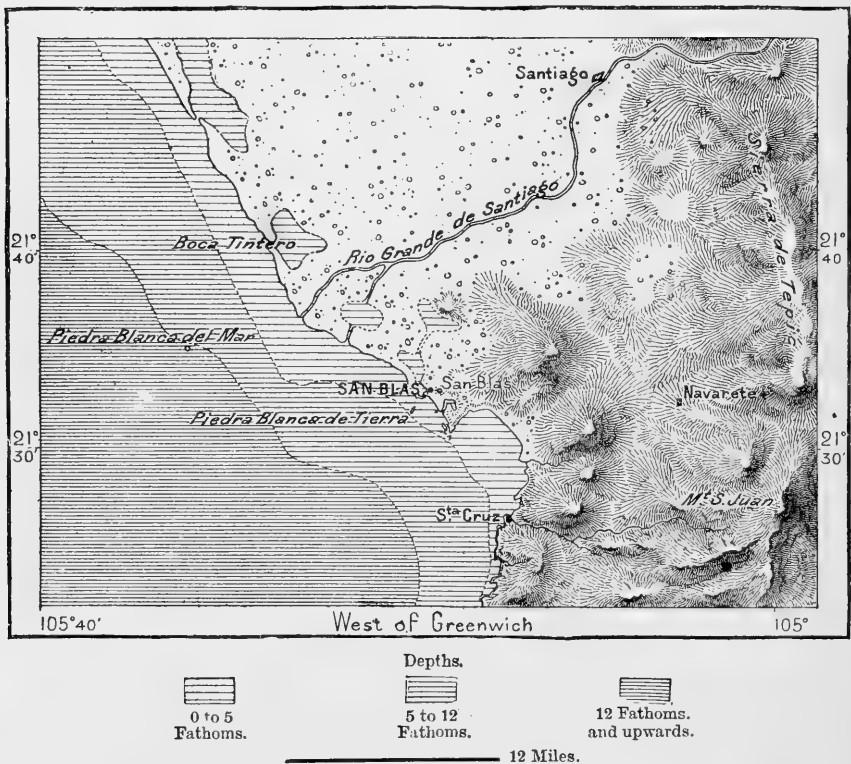 Santiago
Sierra de Tepic
Rio Grande de Santiago
Boca Tintero
21°
40'
21°
40
Piedra Blanca del Mar
SAN BLAS
San Blas
Navarete
Piedra Blanca de Tierra
21°
30'
21°
30'
Mt. S. Juan
Sta. Cruz
105°40'
West of Greenwich
105°
Depths.
0 to 5
Fathoms.
5 to 12
Fathoms.
12 Fathoms.
and upwards.
12 Miles.